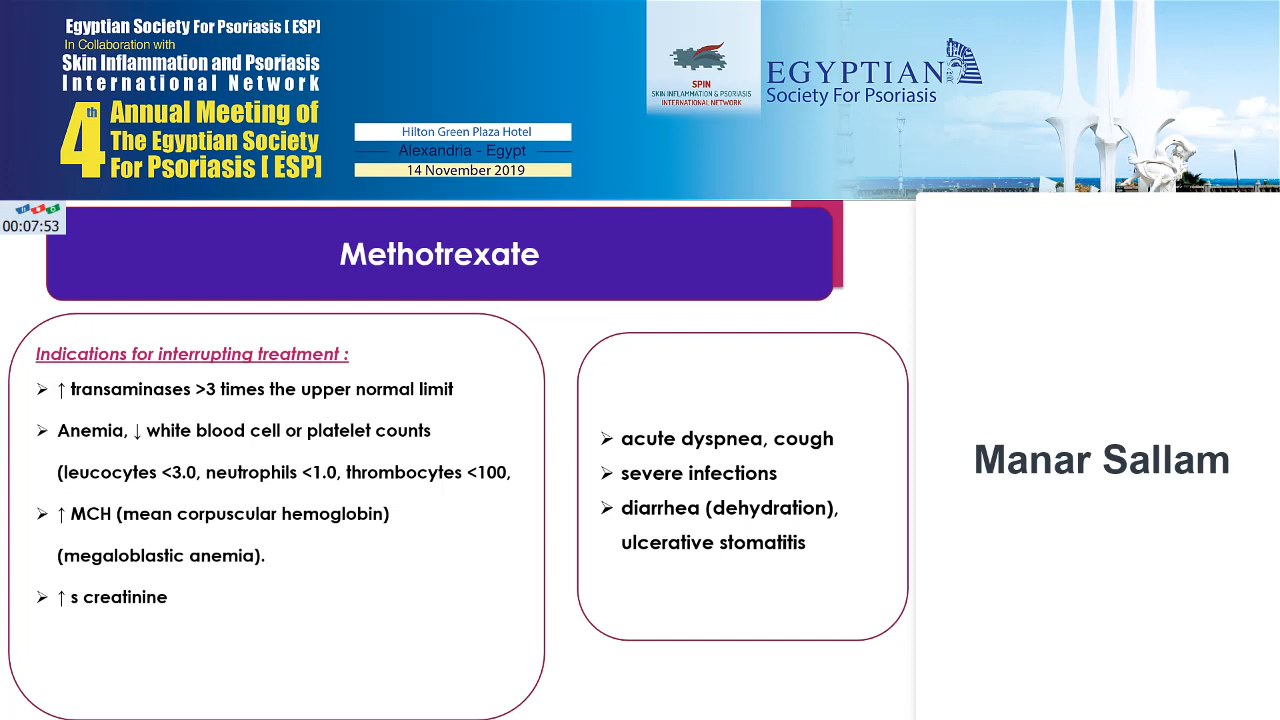 Egyptian Society For Psoriasis [ ESP]
In Collaboration with
Skin Inflammation and Psoriasis
International Network
4th Annual Meeting of
The Egyptian Society
For Psoriasis [ ESP]
Hilton Green Plaza Hotel
Alexandria - Egypt
14 November 2019
SPIN
SKIN INFLAMMATION & PSORIASIS
INTERNATIONAL NETWORK
EGYPTIAN
Society For Psoriasis
00:07:53
Methotrexate
Indications for interrupting treatment :
➢ ↑ transaminases >3 times the upper normal limit
➢ Anemia, ↓ white blood cell or platelet counts
(leucocytes <3.0, neutrophils <1.0, thrombocytes <100,
➢ ↑ MCH (mean corpuscular hemoglobin)
(megaloblastic anemia).
➢ ↑ s creatinine
➢ acute dyspnea, cough
➢ severe infections
➢ diarrhea (dehydration),
ulcerative stomatitis
Manar Sallam